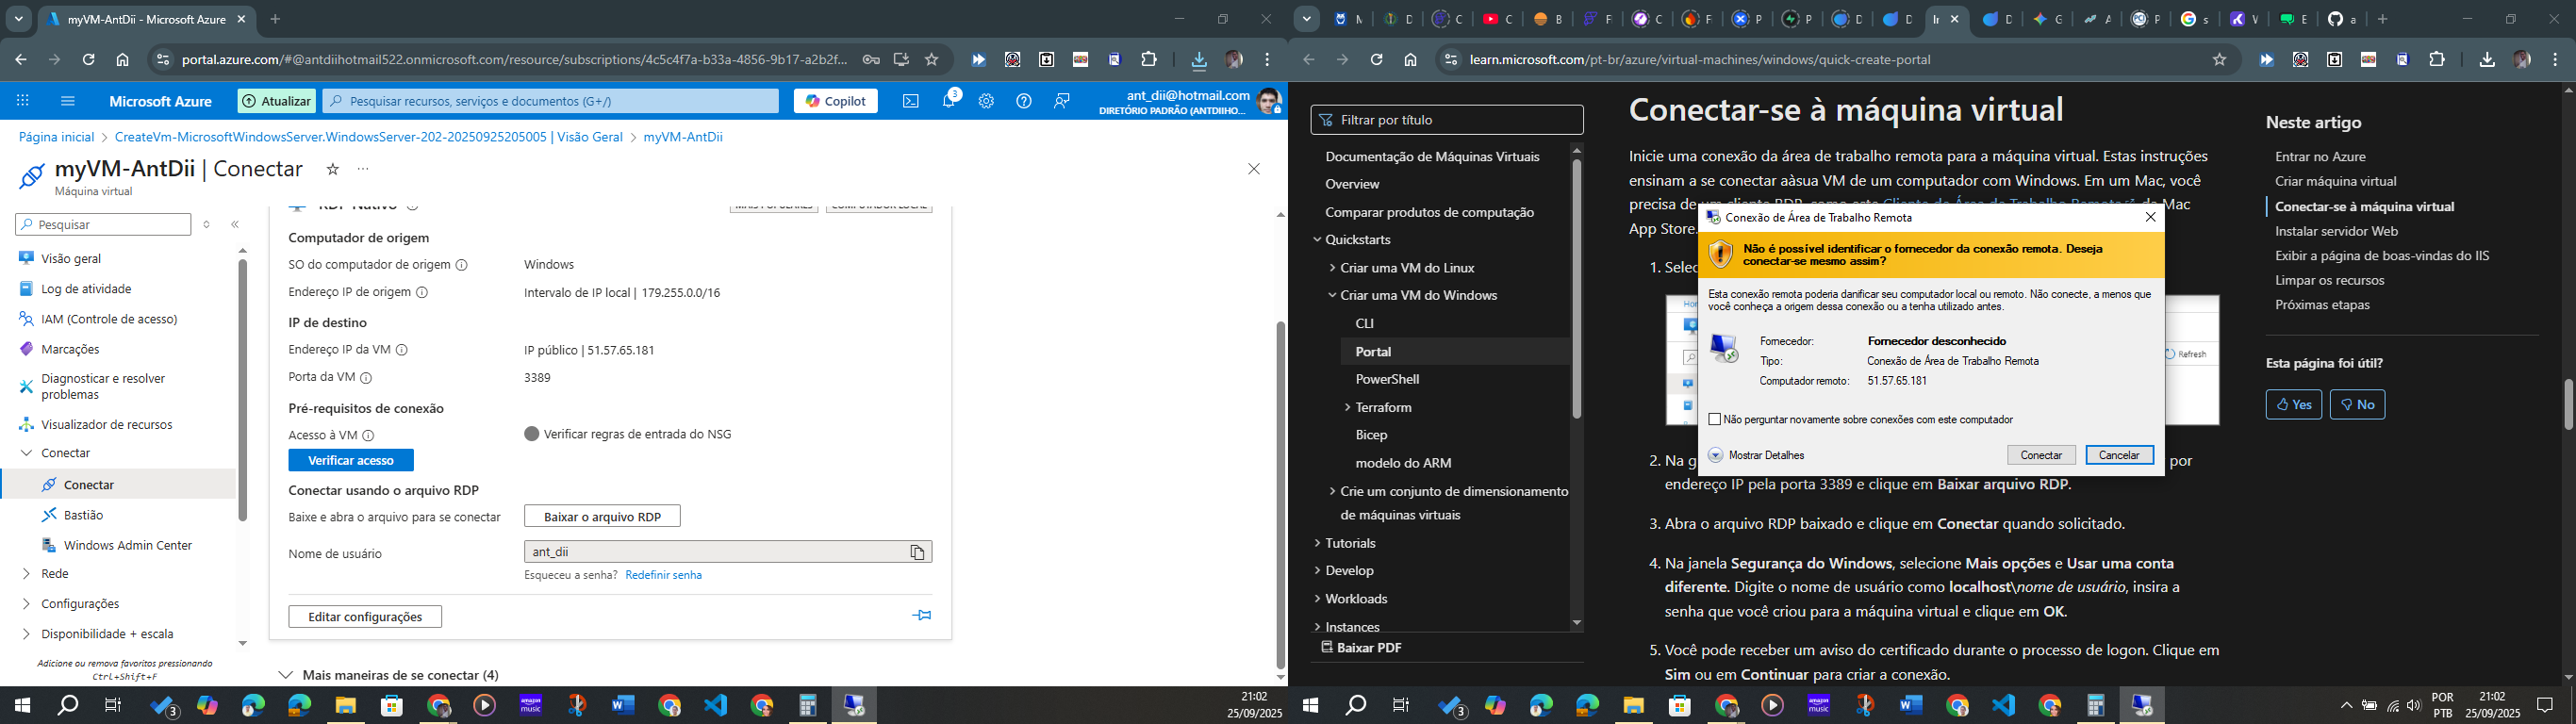 myVM-AntDii - Microsoft Azure
portal.azure.com/#@antdiihotmail522.onmicrosoft.com/resource/subscriptions/4c5c4f7a-b33a-4856-9b17-a2b2f...
Microsoft Azure
Atualizar
Pesquisar recursos, serviços e documentos (G+/)
Copilot
3
ant_dii@hotmail.com
DIRETÓRIO PADRÃO (ANTDIIHO...
Página inicial > CreateVm-MicrosoftWindowsServer.WindowsServer-202-20250925205005 | Visão Geral > myVM-AntDii
myVM-AntDii | Conectar
Máquina virtual
Pesquisar
Visão geral
Log de atividade
IAM (Controle de acesso)
Marcações
Diagnosticar e resolver
problemas
Visualizador de recursos
Conectar
Conectar
Bastião
Windows Admin Center
Rede
Configurações
Disponibilidade + escala
Adicione ou remova favoritos pressionando
Ctrl+Shift+F
RDP Nativo
MAIS POPULARES
COMPUTADOR LOCAL
Computador de origem
SO do computador de origem
Windows
Endereço IP de origem
Intervalo de IP local | 179.255.0.0/16
IP de destino
Endereço IP da VM
IP público | 51.57.65.181
Porta da VM
3389
Pré-requisitos de conexão
Acesso à VM
Verificar regras de entrada do NSG
Verificar acesso
Conectar usando o arquivo RDP
Baixe e abra o arquivo para se conectar
Baixar o arquivo RDP
Nome de usuário
ant_dii
Esqueceu a senha? Redefinir senha
Editar configurações
Mais maneiras de se conectar (4)
3
21:02
25/09/2025
learn.microsoft.com/pt-br/azure/virtual-machines/windows/quick-create-portal
Filtrar por título
Documentação de Máquinas Virtuais
Overview
Comparar produtos de computação
Quickstarts
Criar uma VM do Linux
Criar uma VM do Windows
CLI
Portal
PowerShell
Terraform
Bicep
modelo do ARM
Crie um conjunto de dimensionamento
de máquinas virtuais
Tutorials
Develop
Workloads
Instances
Baixar PDF
Conectar-se à máquina virtual
Inicie uma conexão da área de trabalho remota para a máquina virtual. Estas instruções
ensinam a se conectar aàsua VM de um computador com Windows. Em um Mac, você
precisa de um cliente RDP, como este Cliente de Área de Trabalho Remota da Mac
App Store.
1. Selec
Refresh
2. Na g
por
endereço IP pela porta 3389 e clique em Baixar arquivo RDP.
3. Abra o arquivo RDP baixado e clique em Conectar quando solicitado.
4. Na janela Segurança do Windows, selecione Mais opções e Usar uma conta
diferente. Digite o nome de usuário como localhost\nome de usuário, insira a
senha que você criou para a máquina virtual e clique em OK.
5. Você pode receber um aviso do certificado durante o processo de logon. Clique em
Sim ou em Continuar para criar a conexão.
Conexão de Área de Trabalho Remota
Não é possível identificar o fornecedor da conexão remota. Deseja
conectar-se mesmo assim?
Esta conexão remota poderia danificar seu computador local ou remoto. Não conecte, a menos que
você conheça a origem dessa conexão ou a tenha utilizado antes.
Fornecedor:
Fornecedor desconhecido
Tipo:
Conexão de Área de Trabalho Remota
Computador remoto:
51.57.65.181
Não perguntar novamente sobre conexões com este computador
Mostrar Detalhes
Conectar
Cancelar
Neste artigo
Entrar no Azure
Criar máquina virtual
Conectar-se à máquina virtual
Instalar servidor Web
Exibir a página de boas-vindas do IIS
Limpar os recursos
Próximas etapas
Esta página foi útil?
Yes
No
3
POR
PTB
21:02
25/09/2025